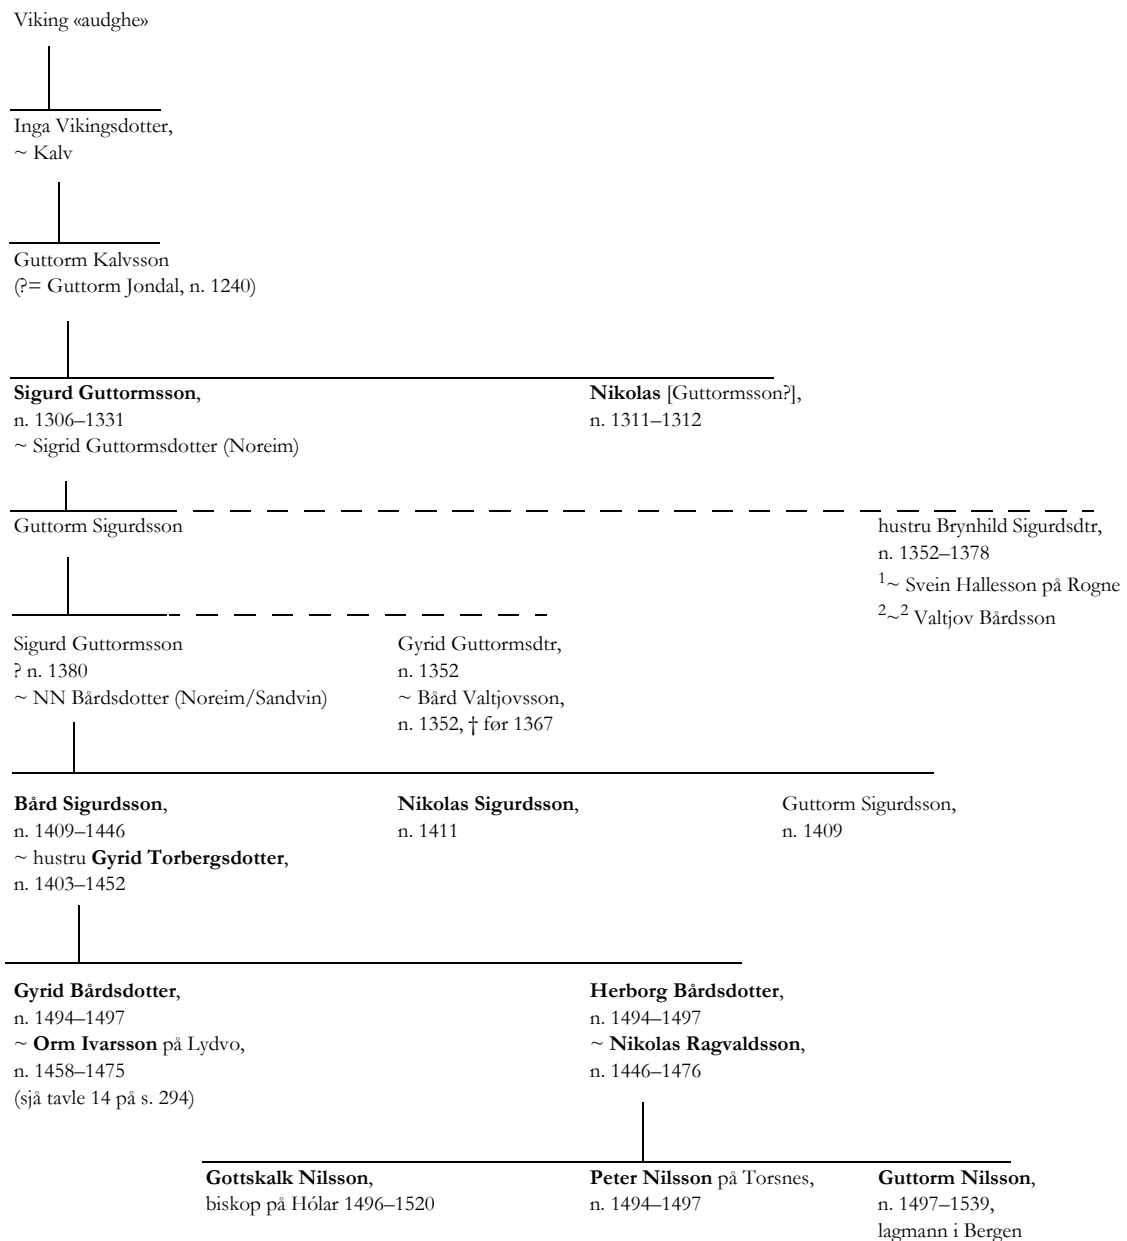 Viking «audghe»
Inga Vikingsdotter,
~ Kalv
Guttorm Kalvsson
(?= Guttorm Jondal, n. 1240)
Sigurd Guttormsson,
n. 1306–1331
~ Sigrid Guttormsdotter (Noreim)
Nikolas [Guttormsson?],
n. 1311–1312
Guttorm Sigurdsson
hustru Brynhild Sigurdsdtr,
n. 1352–1378
1~ Svein Hallesson på Rogne
2~2 Valtjov Bårdsson
Sigurd Guttormsson
? n. 1380
~ NN Bårdsdotter (Noreim/Sandvin)
Gyrid Guttormsdtr,
n. 1352
~ Bård Valtjovsson,
n. 1352, † før 1367
Bård Sigurdsson,
n. 1409–1446
~ hustru Gyrid Torbergsdotter,
n. 1403–1452
Nikolas Sigurdsson,
n. 1411
Guttorm Sigurdsson,
n. 1409
Gyrid Bårdsdotter,
n. 1494–1497
~ Orm Ivarsson på Lydvo,
n. 1458–1475
(sjå tavle 14 på s. 294)
Herborg Bårdsdotter,
n. 1494–1497
~ Nikolas Ragvaldsson,
n. 1446–1476
Gottskalk Nilsson,
biskop på Hólar 1496–1520
Peter Nilsson på Torsnes,
n. 1494–1497
Guttorm Nilsson,
n. 1497–1539,
lagmann i Bergen